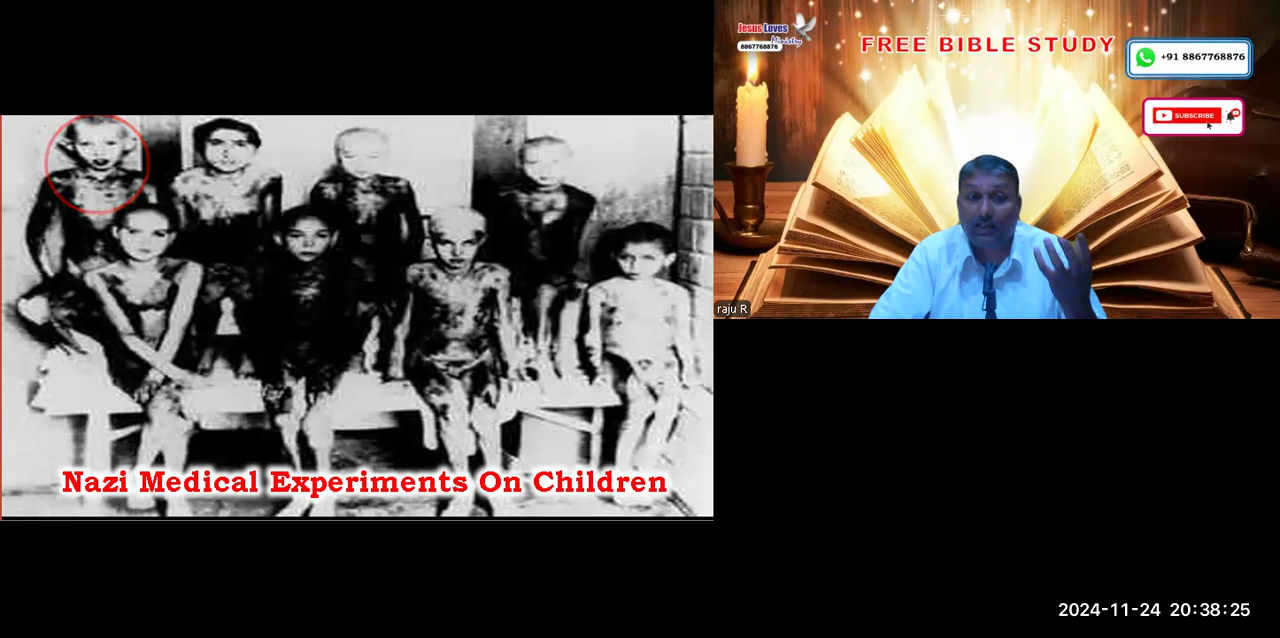 Nazi Medical Experiments On Children
Jesus Loves
Ministry
8867768876
FREE BIBLE STUDY
+91 8867768876
SUBSCRIBE
raju R
2024-11-24 20:38:25